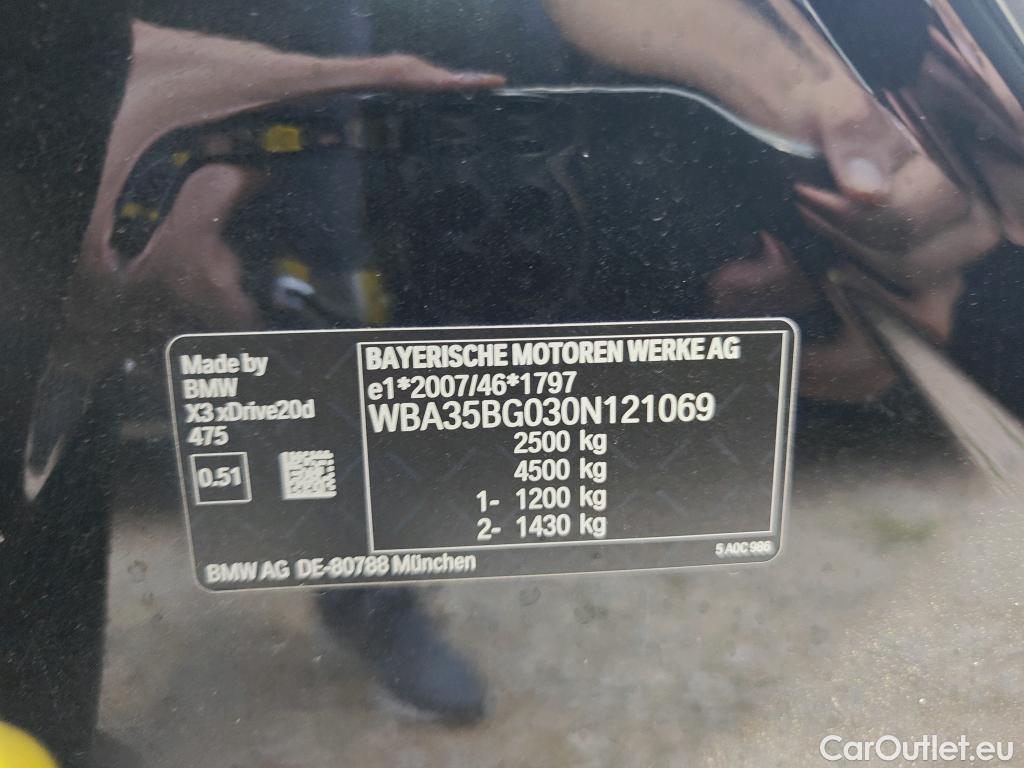 Made by
BMW
X3 xDrive20d
475
0.51
BAYERISCHE MOTOREN WERKE AG
e1*2007/46*1797
WBA35BG030N121069
2500 kg
4500 kg
1- 1200 kg
2- 1430 kg
BMW AG DE-80788 München
5 A0C 986
CarOutlet.eu